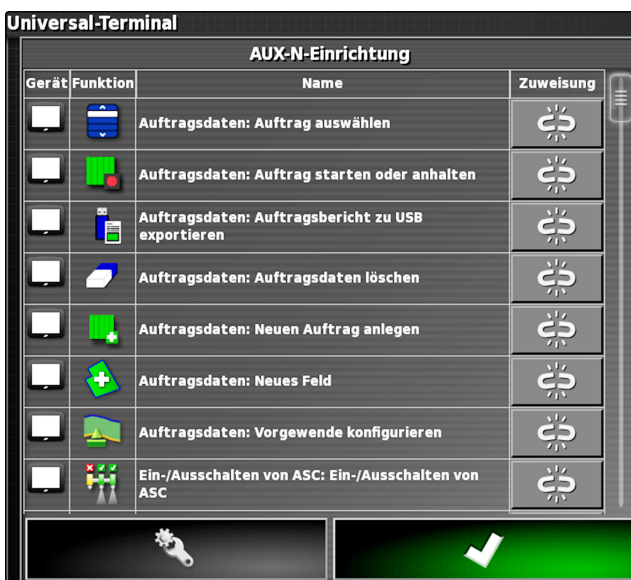 Universal-Terminal
AUX-N-Einrichtung
Gerät Funktion Name Zuweisung
Auftragsdaten: Auftrag auswählen
Auftragsdaten: Auftrag starten oder anhalten
Auftragsdaten: Auftragsbericht zu USB
exportieren
Auftragsdaten: Auftragsdaten löschen
Auftragsdaten: Neuen Auftrag anlegen
Auftragsdaten: Neues Feld
Auftragsdaten: Vorgewende konfigurieren
Ein-/Ausschalten von ASC: Ein-/Ausschalten von
ASC